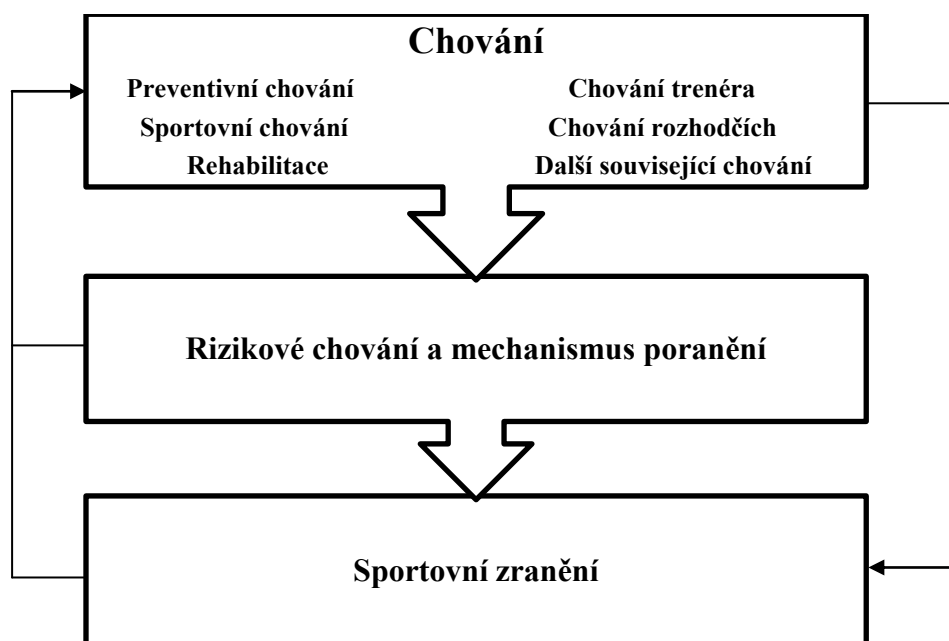 Chování
Preventivní chování
Sportovní chování
Rehabilitace
Chování trenéra
Chování rozhodčích
Další související chování
Rizikové chování a mechanismus poranění
Sportovní zranění